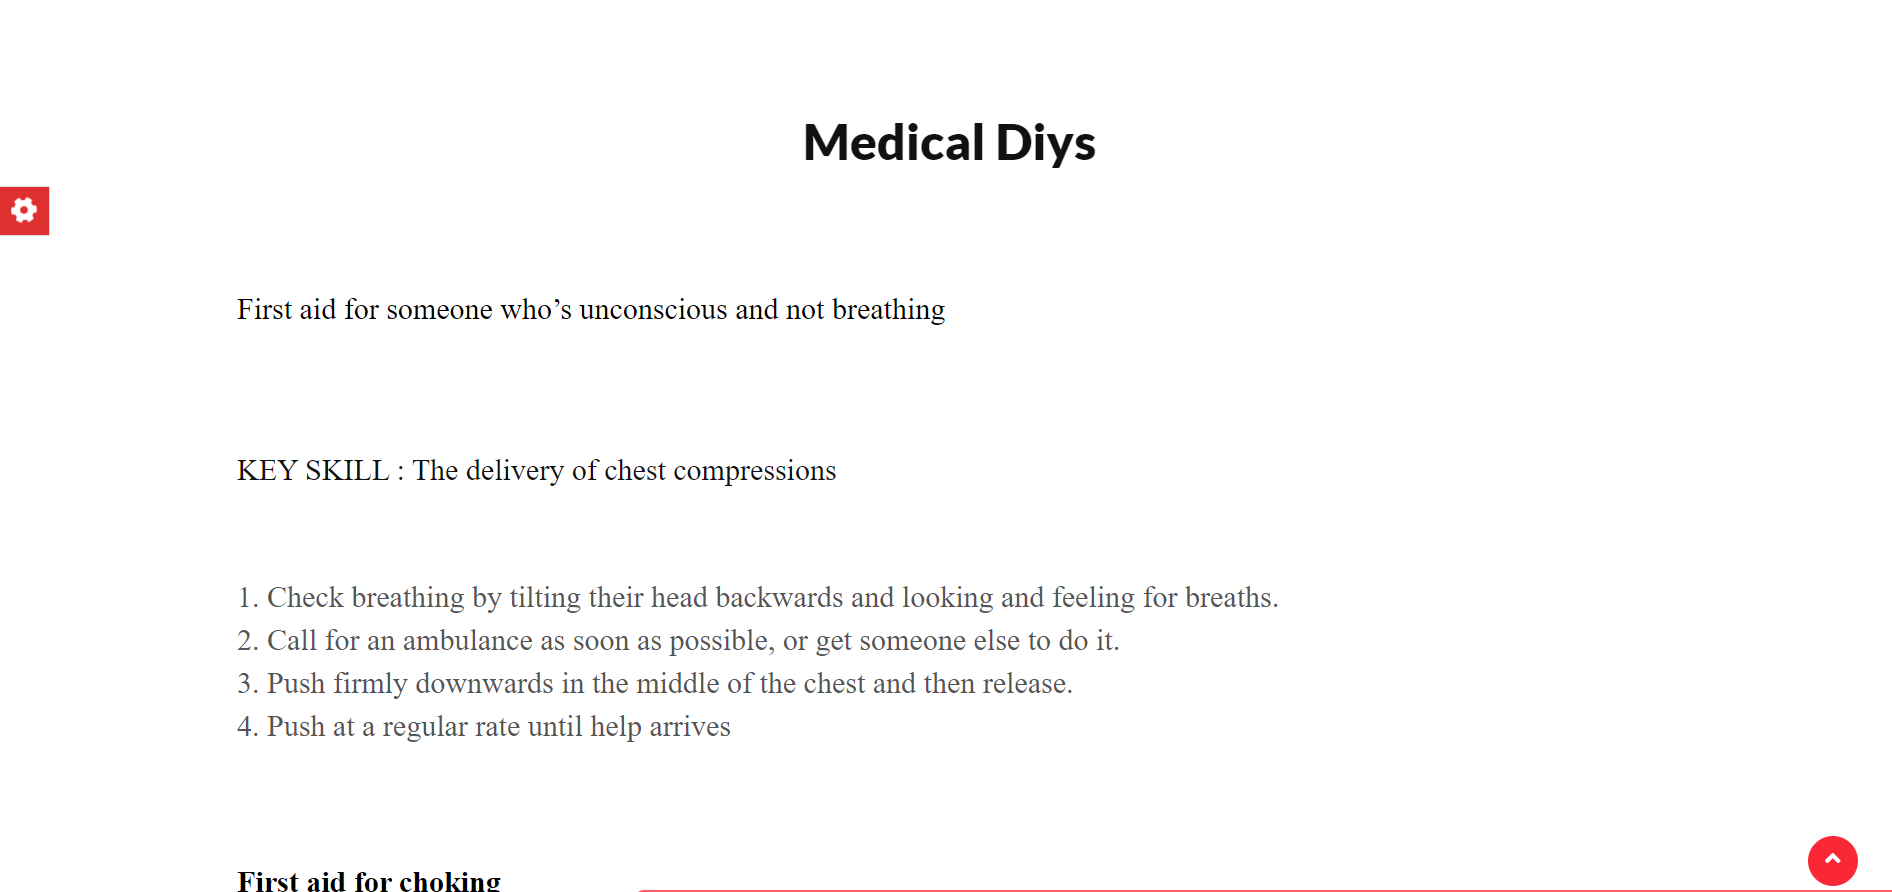 Medical Diys
First aid for someone who’s unconscious and not breathing
KEY SKILL : The delivery of chest compressions
1. Check breathing by tilting their head backwards and looking and feeling for breaths.
2. Call for an ambulance as soon as possible, or get someone else to do it.
3. Push firmly downwards in the middle of the chest and then release.
4. Push at a regular rate until help arrives
First aid for choking